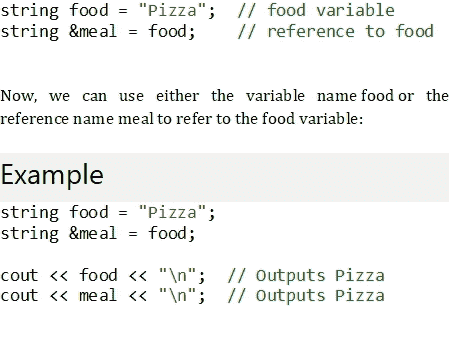 string food = "Pizza";  // food variable
string &meal = food;    // reference to food
Now, we can use either the variable name food or the
reference name meal to refer to the food variable:
Example
string food = "Pizza";
string &meal = food;
cout << food << "\n";  // Outputs Pizza
cout << meal << "\n";  // Outputs Pizza